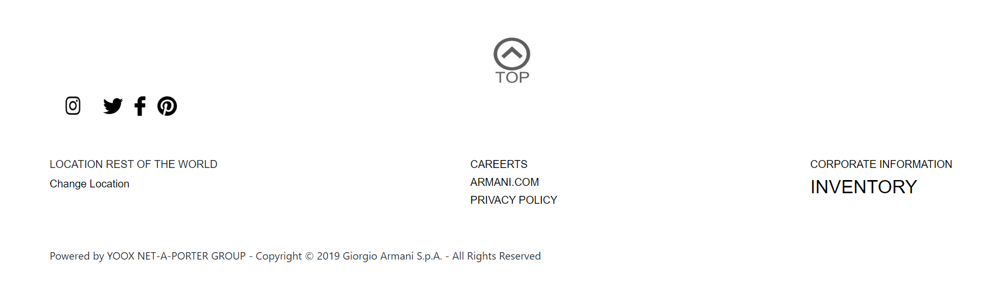 TOP
LOCATION REST OF THE WORLD
Change Location
CAREERTS
ARMANI.COM
PRIVACY POLICY
CORPORATE INFORMATION
INVENTORY
Powered by YOOX NET-A-PORTER GROUP - Copyright © 2019 Giorgio Armani S.p.A. - All Rights Reserved